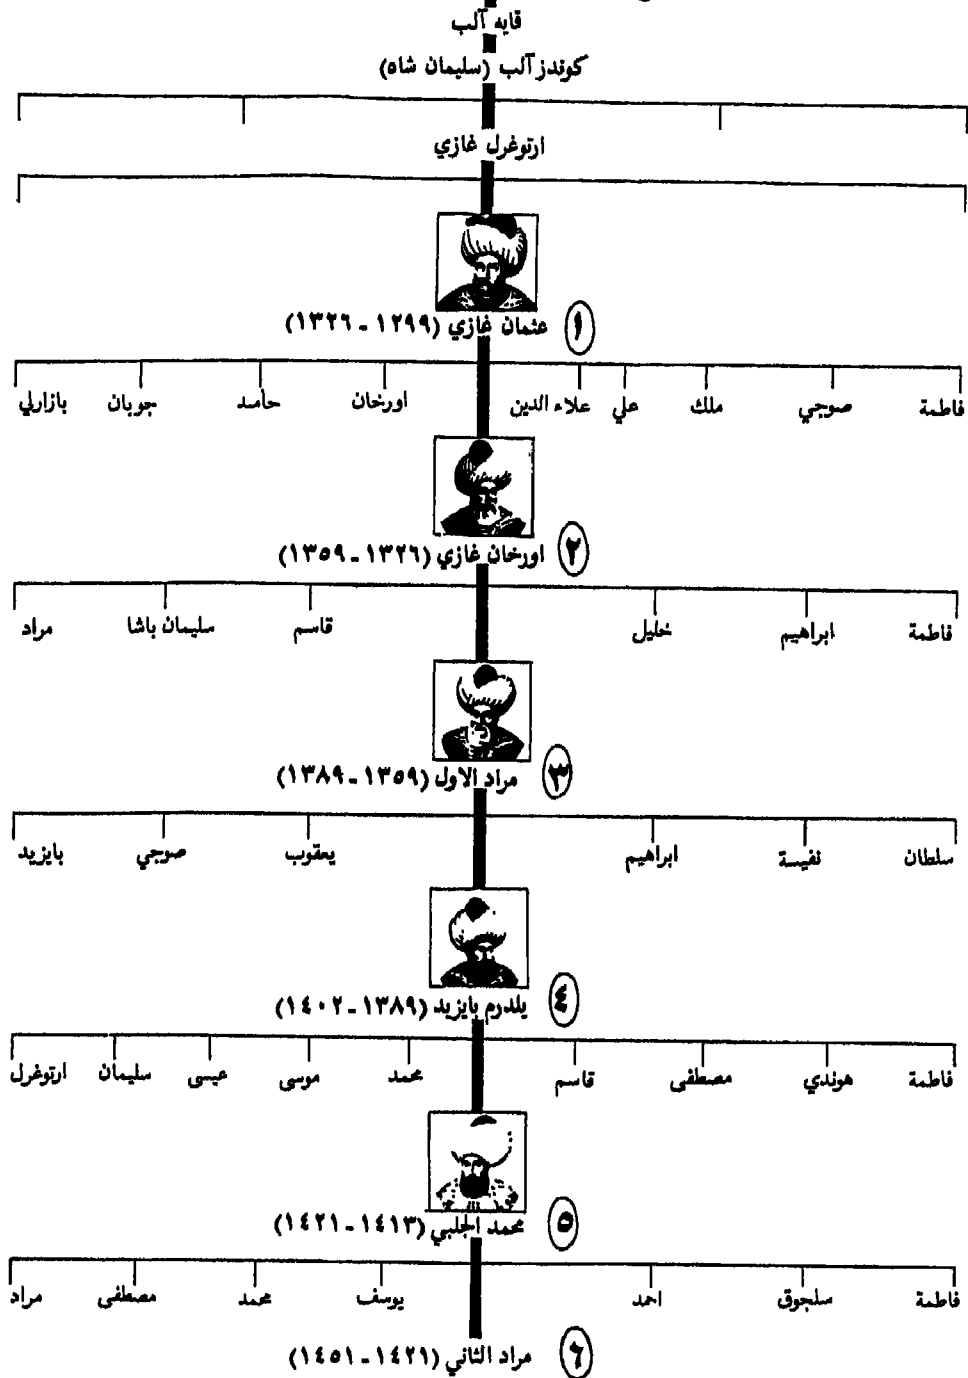 قايه آلب
كوندز آلب (سليمان شاه)
ارتوغرل غازي
١ عثمان غازي (١٢٩٩ - ١٣٢٦)
فاطمة صوجي ملك علي علاء الدين اورخان حامد جوبان بازارلي
٢ اورخان غازي (١٣٢٦ - ١٣٥٩)
فاطمة ابراهيم خليل قاسم سليمان باشا مراد
٣ مراد الاول (١٣٥٩ - ١٣٨٩)
سلطان نفيسة ابراهيم يعقوب صوجي بايزيد
٤ يلدرم بايزيد (١٣٨٩ - ١٤٠٢)
فاطمة هوندي مصطفى قاسم محمد موسى عيسى سليمان ارتوغرل
٥ محمد الجلبي (١٤١٣ - ١٤٢١)
فاطمة سلجوق احمد يوسف محمد مصطفى مراد
٦ مراد الثاني (١٤٢١ - ١٤٥١)